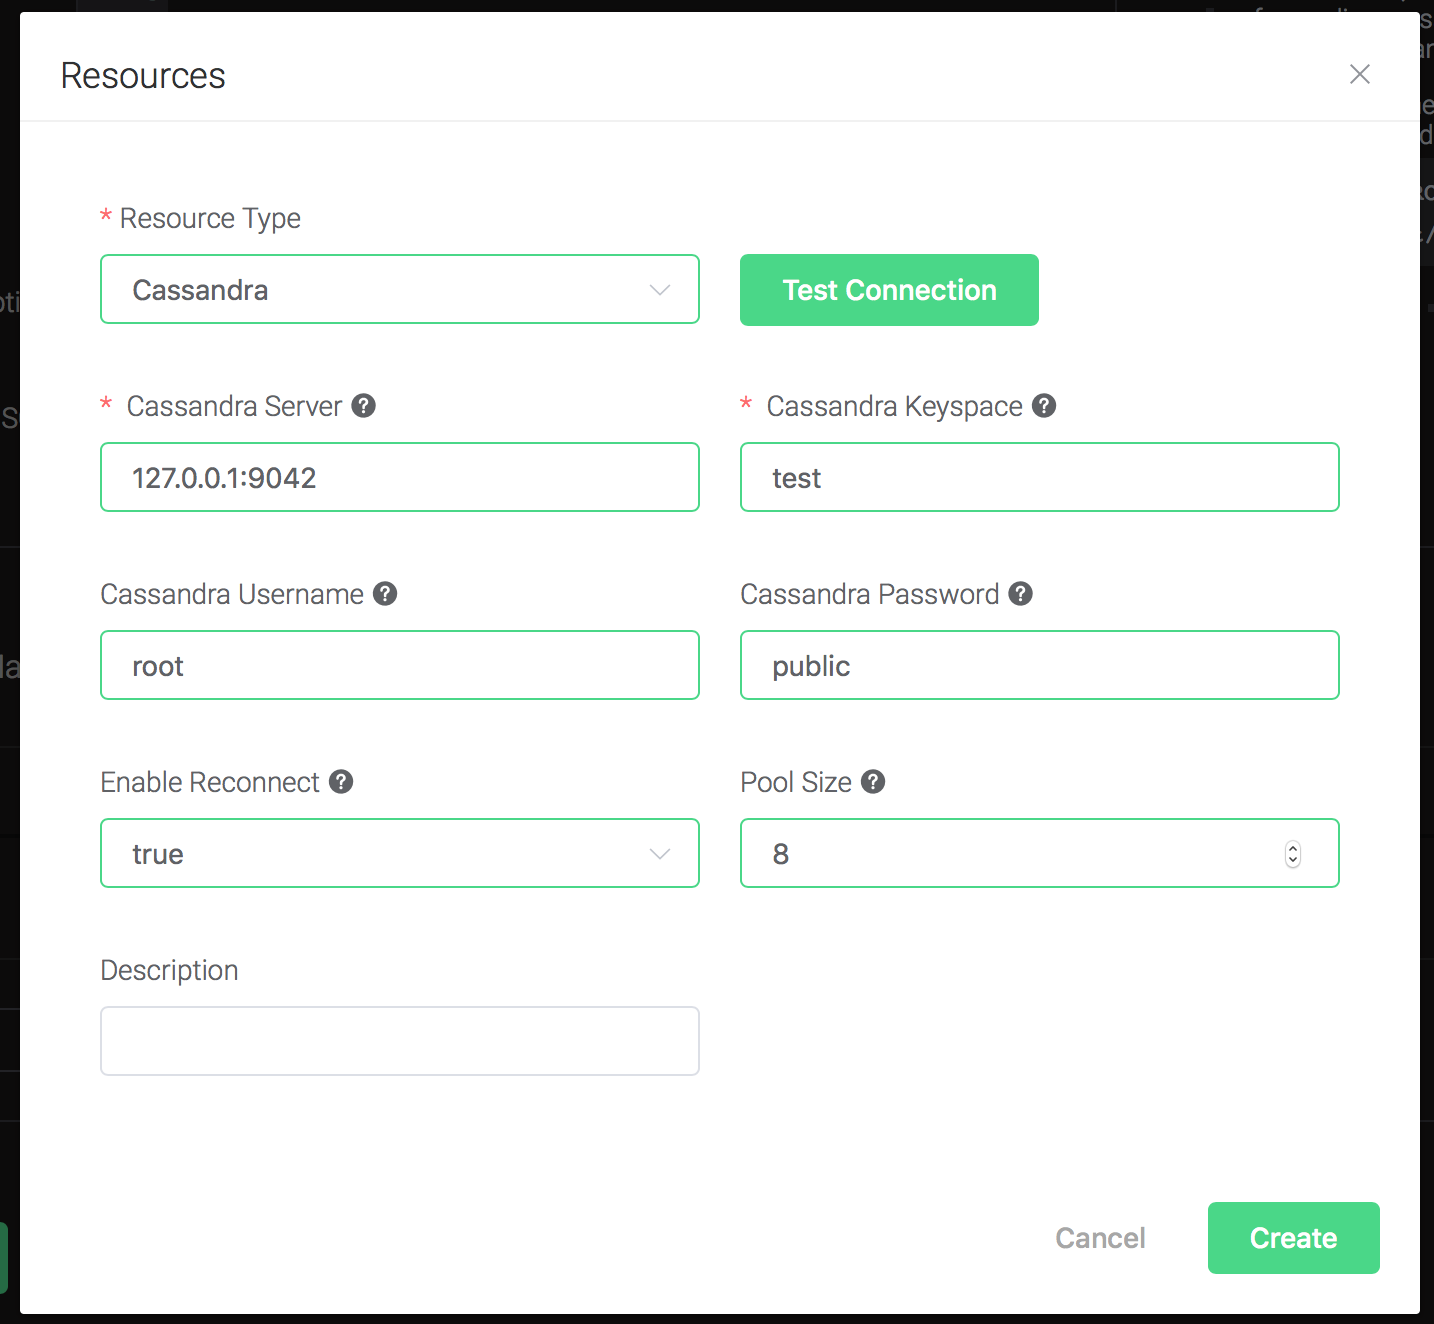 Resources
* Resource Type
Cassandra
Test Connection
* Cassandra Server
* Cassandra Keyspace
127.0.0.1:9042
test
Cassandra Username
Cassandra Password
root
public
Enable Reconnect
Pool Size
true
8
Description
Cancel
Create